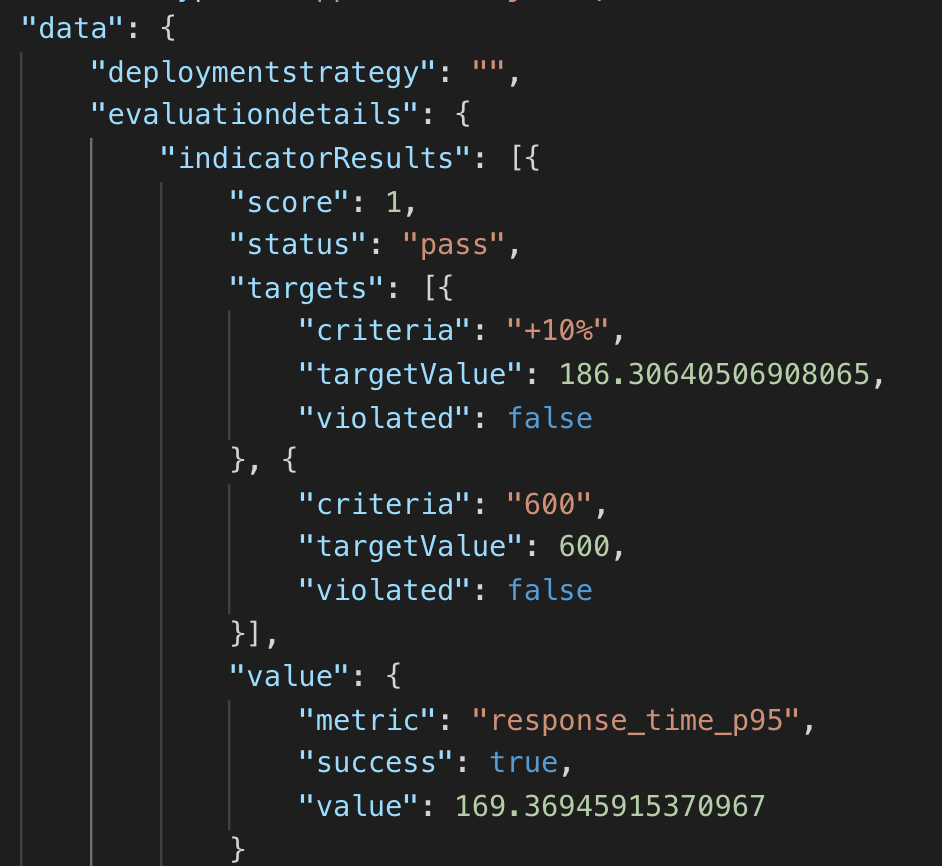 "data": {
"deploymentstrategy": "",
"evaluationdetails": {
"indicatorResults": [{
"score": 1,
"status": "pass",
"targets": [{
"criteria": "+10%",
"targetValue": 186.30640506908065,
"violated": false
}, {
"criteria": "600",
"targetValue": 600,
"violated": false
}],
"value": {
"metric": "response_time_p95",
"success": true,
"value": 169.36945915370967
}